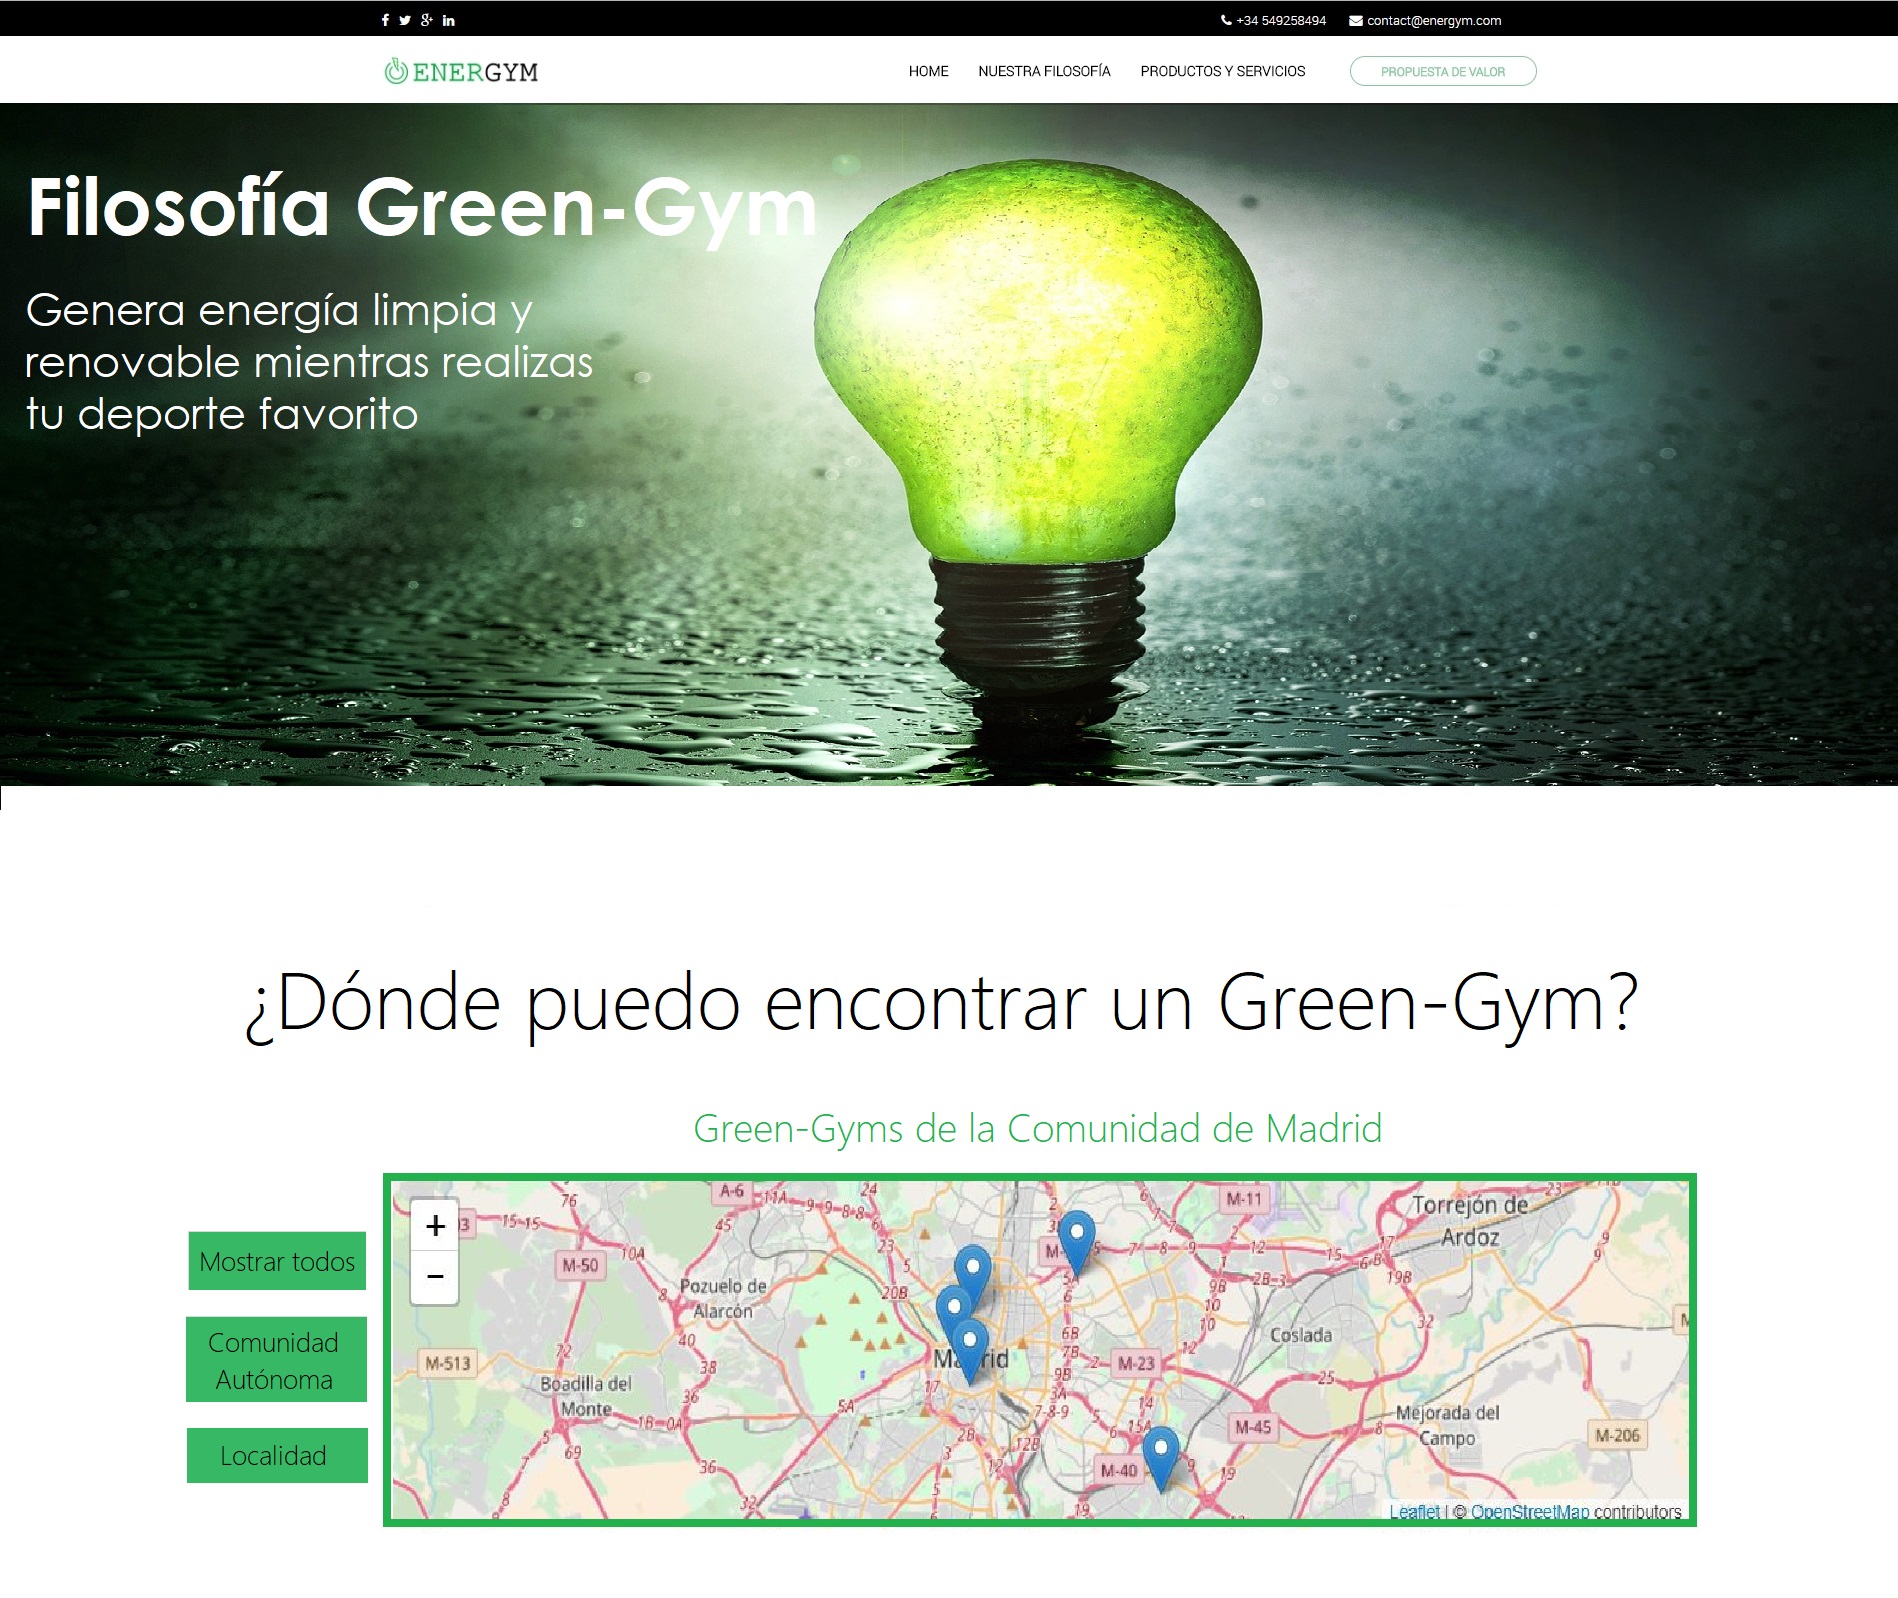 +34 549258494 contact@energym.com
ENERGYM HOME NUESTRA FILOSOFÍA PRODUCTOS Y SERVICIOS PROPUESTA DE VALOR
Filosofía Green-Gym
Genera energía limpia y
renovable mientras realizas
tu deporte favorito
¿Dónde puedo encontrar un Green-Gym?
Green-Gyms de la Comunidad de Madrid
Mostrar todos
Comunidad
Autónoma
Localidad
+
−
A-6
M-11
Torrejón de
Ardoz
M-50
Pozuelo de
Alarcón
Coslada
M-513
M-23
Boadilla del
Monte
Mejorada del
Campo
M-45
M-206
M-40
Leaflet | © OpenStreetMap contributors